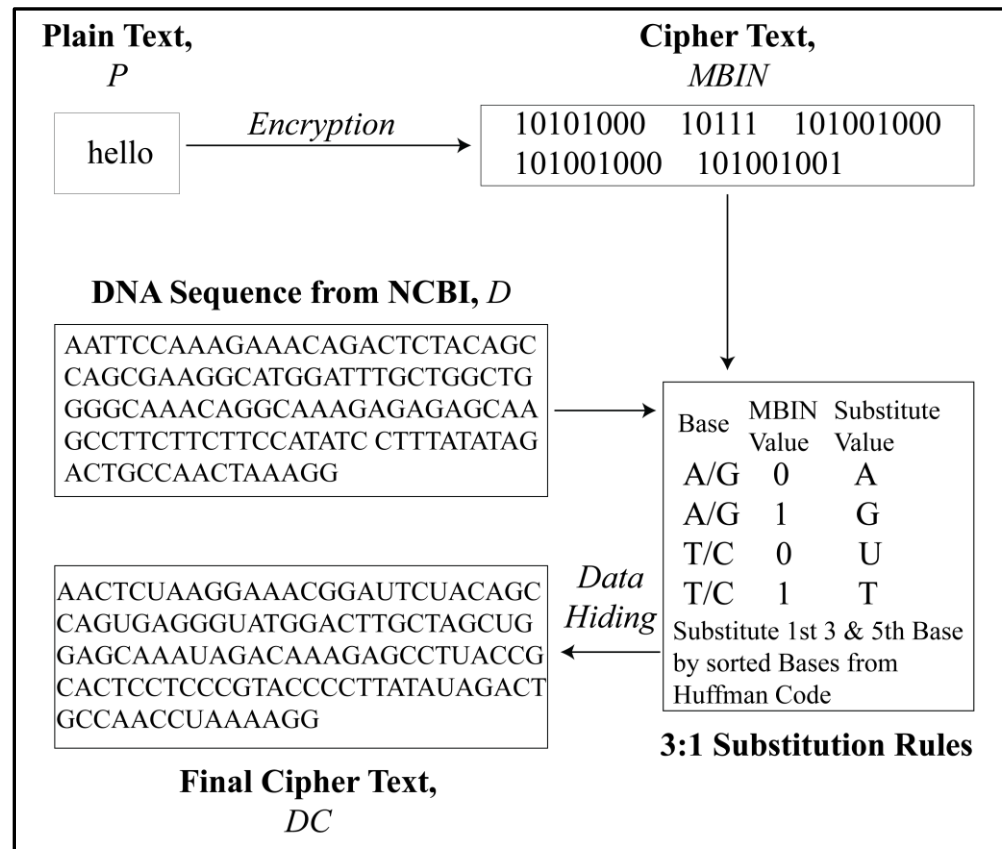 Plain Text,
P
hello
Encryption
Cipher Text,
MBIN
10101000 10111 101001000
101001000 101001001
DNA Sequence from NCBI, D
AATTCCAAAGAAACAGACTCTACAGC
CAGCGAAGGCATGGATTTGCTGGCTG
GGGCAAACAGGCAAAGAGAGAGCAA
GCCTTCTTCTTCCATATC CTTTATATAG
ACTGCCAACTAAAGG
Base MBIN Value Substitute Value
A/G 0 A
A/G 1 G
T/C 0 U
T/C 1 T
Substitute 1st 3 & 5th Base
by sorted Bases from
Huffman Code
3:1 Substitution Rules
Data
Hiding
AACTCUAAGGAAACGGAUTCUACAGC
CAGUGAGGGUATGGACTTGCTAGCUG
GAGCAAAUAGACAAAGAGCCTUACCG
CACTCCTCCCGTACCCCTTATAUAGACT
GCCAACCUAAAAGG
Final Cipher Text,
DC